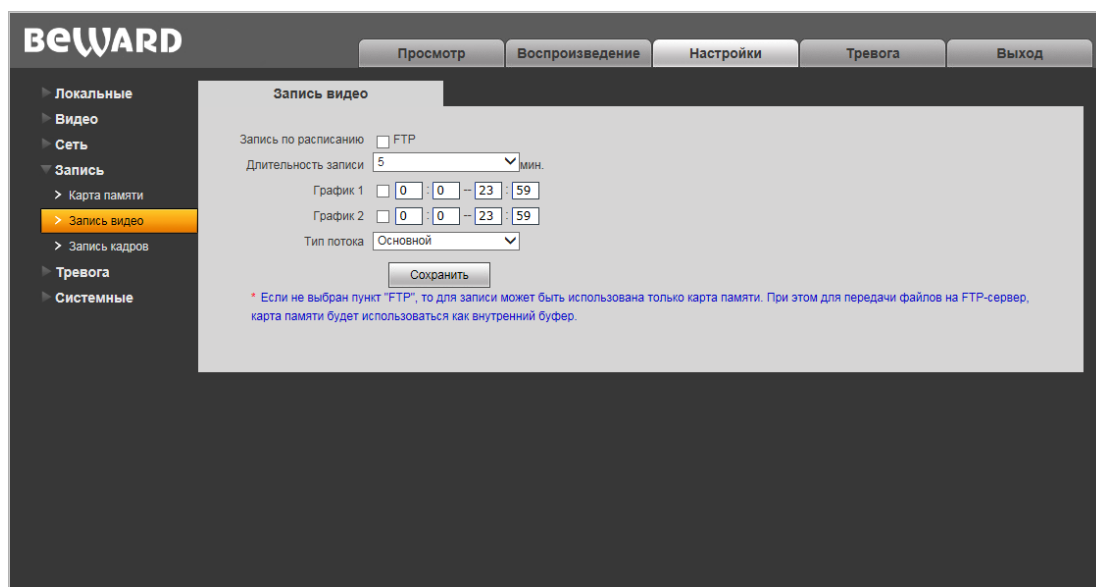 BEWARD
Просмотр Воспроизведение Настройки Тревога Выход
Локальные
Видео
Сеть
Запись
> Карта памяти
> Запись видео
> Запись кадров
Тревога
Системные
Запись видео
Запись по расписанию FTP
Длительность записи 5 мин.
График 1 0 : 0 -- 23 : 59
График 2 0 : 0 -- 23 : 59
Тип потока Основной
Сохранить
* Если не выбран пункт "FTP", то для записи может быть использована только карта памяти. При этом для передачи файлов на FTP-сервер,
карта памяти будет использоваться как внутренний буфер.